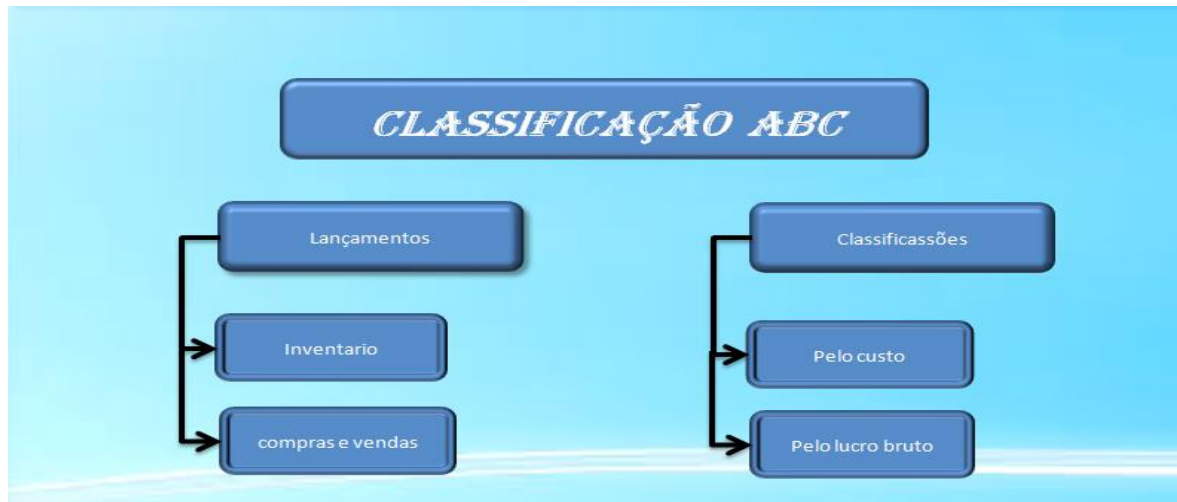 CLASSIFICAÇÃO ABC
Lançamentos
Inventario
compras e vendas
Classificassões
Pelo custo
Pelo lucro bruto